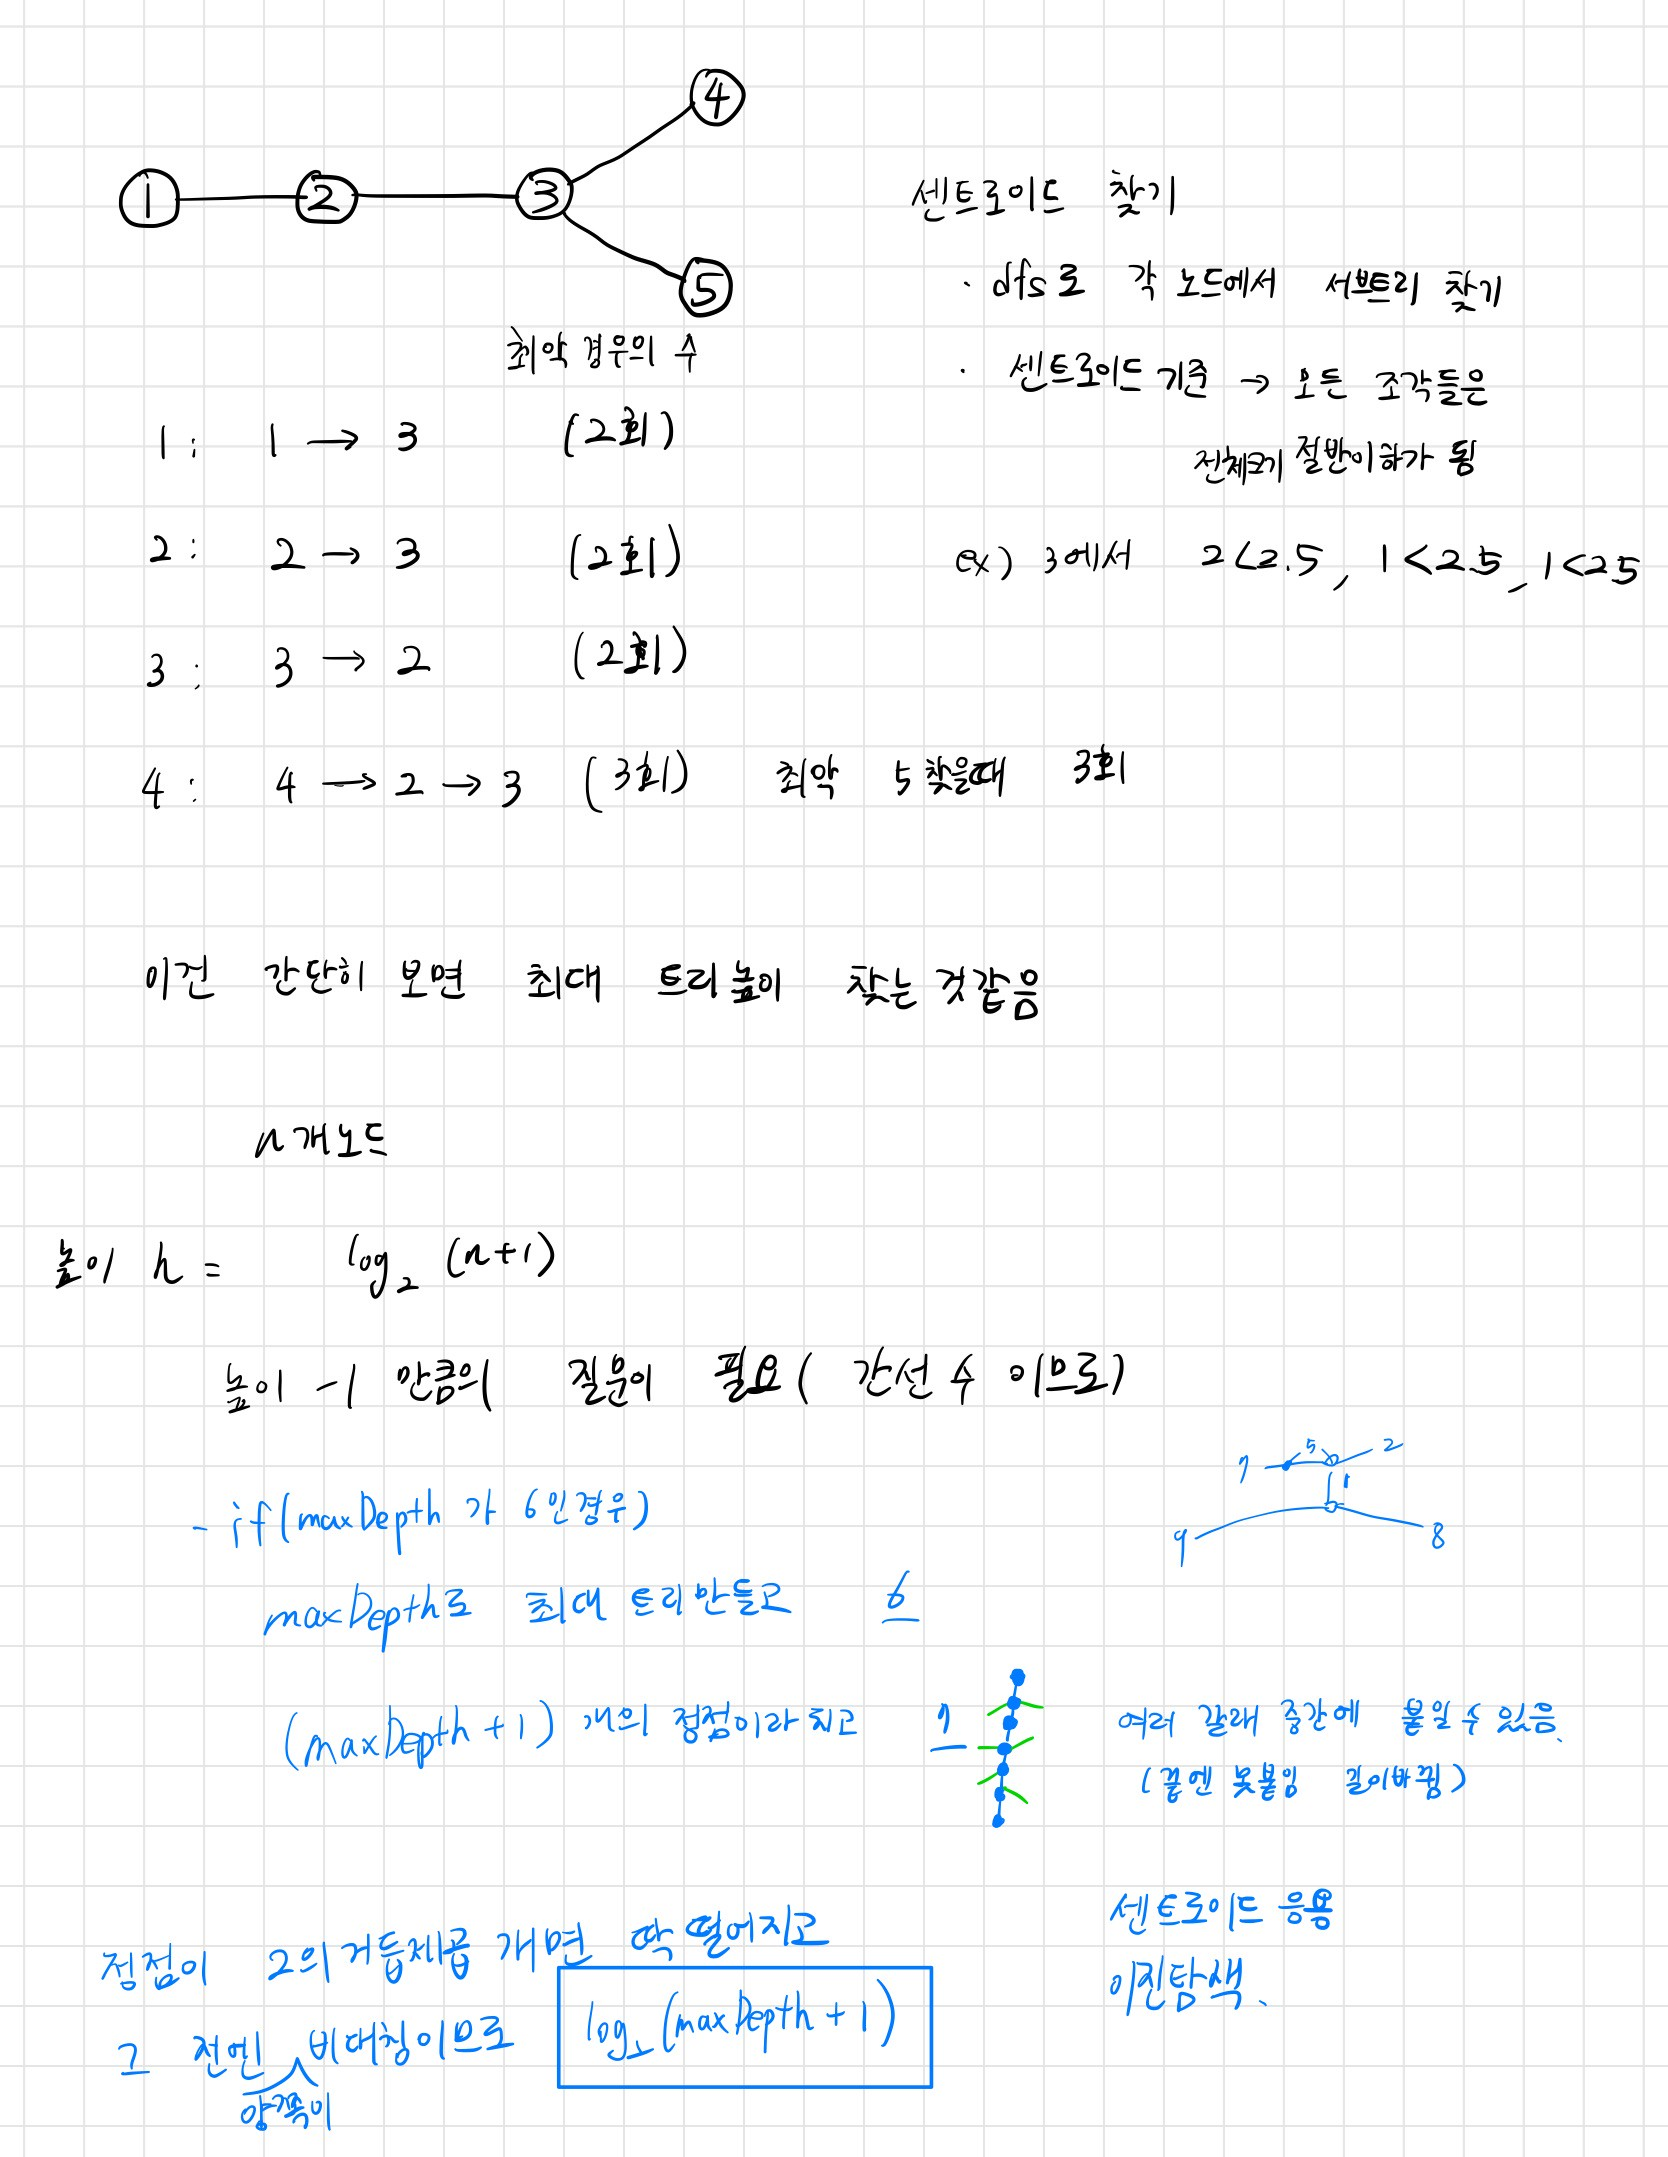 4
1 2 3
5
최악 경우의 수
1: 1 → 3 (2회)
2: 2 → 3 (2회)
3: 3 → 2 (2회)
4: 4 → 2 → 3 (3회) 최악 5 찾을때 3회
센트로이드 찾기
· dfs로 각 노드에서 서브트리 찾기
· 센트로이드 기준 → 모든 조각들은
전체크기 절반이하가 됨
ex) 3에서 2<2.5, 1<2.5, 1<2.5
이건 간단히 보면 최대 트리 높이 찾는 것같음
n개노드
높이 h = log₂ (n+1)
높이 -1 만큼의 질문이 필요 ( 간선 수 이므로)
- if(maxDepth 가 6인경우)
maxDepth로 최대 트리만들고 6
(maxDepth + 1) 개의 정점이라 치고 7
7 5 2
1
9 8
여러 갈래 중간에 붙일 수 있음.
(끝엔 못붙임 길이바뀜)
센트로이드 응용
이진탐색.
정점이 2의 거듭제곱 개면 딱 떨어지고
그 전엔 비대칭이므로 log₂(maxDepth + 1)
양쪽이